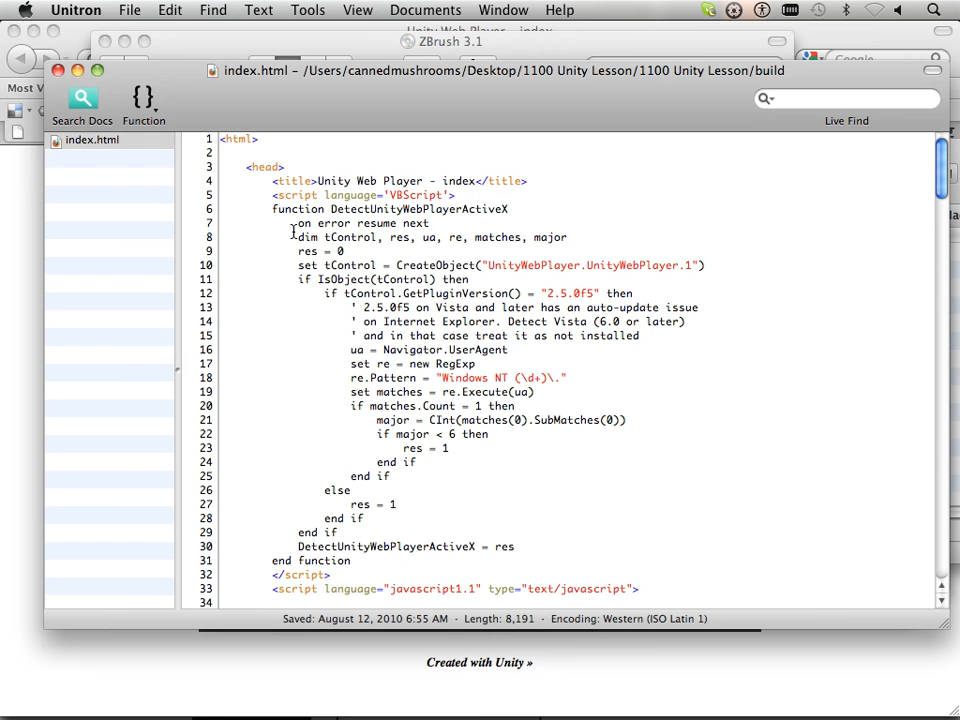 Unitron File Edit Find Text Tools View Documents Window Help
Unity Web Player - index
ZBrush 3.1
index.html – /Users/cannedmushrooms/Desktop/1100 Unity Lesson/1100 Unity Lesson/build
Google
Most V
{}
Search Docs Function
Live Find
index.html
1 <html>
2
3 <head>
4 <title>Unity Web Player - index</title>
5 <script language='VBScript'>
6 function DetectUnityWebPlayerActiveX
7 on error resume next
8 dim tControl, res, ua, re, matches, major
9 res = 0
10 set tControl = CreateObject("UnityWebPlayer.UnityWebPlayer.1")
11 if IsObject(tControl) then
12 if tControl.GetPluginVersion() = "2.5.0f5" then
13 ' 2.5.0f5 on Vista and later has an auto-update issue
14 ' on Internet Explorer. Detect Vista (6.0 or later)
15 ' and in that case treat it as not installed
16 ua = Navigator.UserAgent
17 set re = new RegExp
18 re.Pattern = "Windows NT (\d+)\."
19 set matches = re.Execute(ua)
20 if matches.Count = 1 then
21 major = CInt(matches(0).SubMatches(0))
22 if major < 6 then
23 res = 1
24 end if
25 end if
26 else
27 res = 1
28 end if
29 end if
30 DetectUnityWebPlayerActiveX = res
31 end function
32 </script>
33 <script language="javascript1.1" type="text/javascript">
34
Saved: August 12, 2010 6:55 AM · Length: 8,191 · Encoding: Western (ISO Latin 1)
Created with Unity »